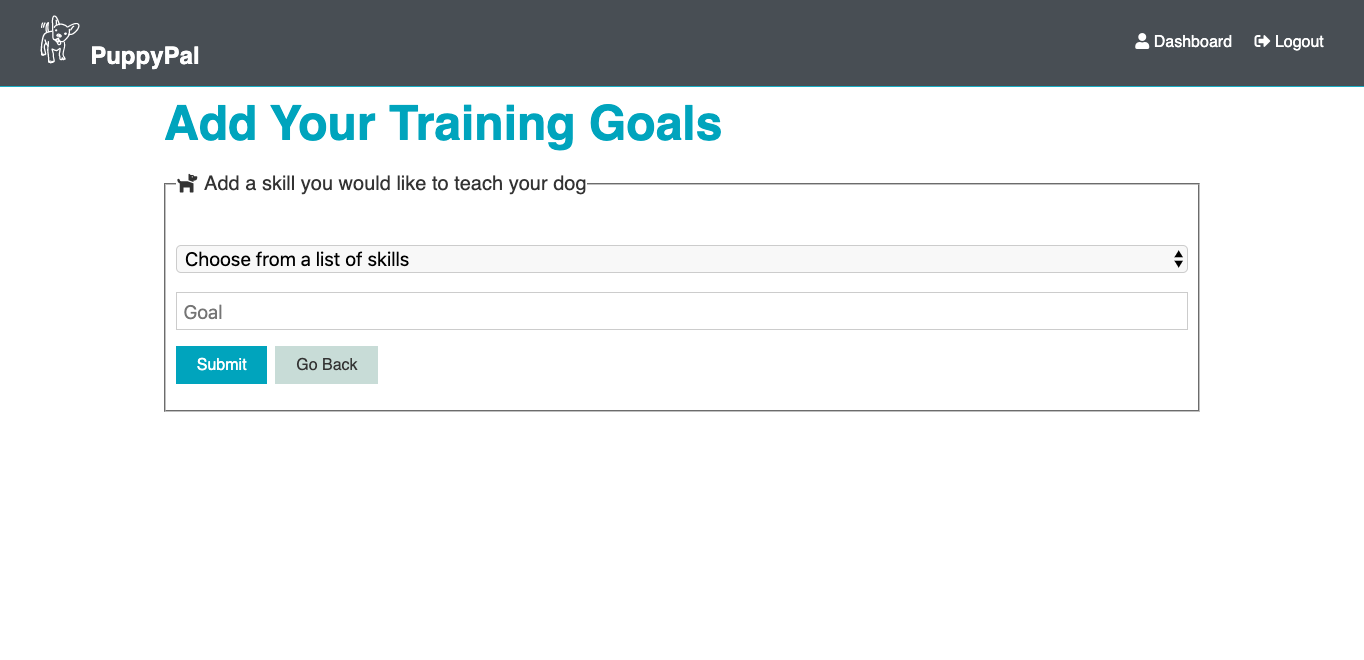 PuppyPal
Dashboard
Logout
Add Your Training Goals
Add a skill you would like to teach your dog
Choose from a list of skills
Goal
Submit
Go Back